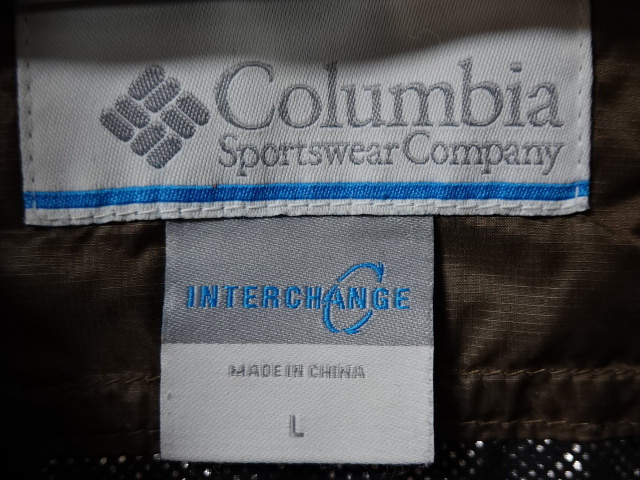 Columbia
Sportswear Company
INTERCHANGE
MADE IN CHINA
L